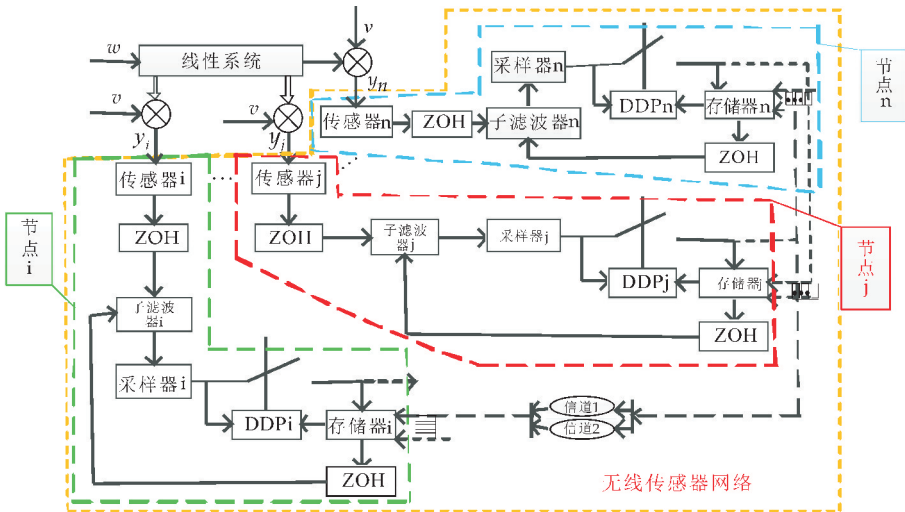 v
w
线性系统
v
v
y_n
y_i
y_j
传感器n
ZOH
子滤波器n
采样器n
DDPn
存储器n
ZOH
节点n
传感器i
...
传感器j
ZOH
ZOH
子滤波器j
采样器j
DDPj
存储器j
ZOH
节点j
节点i
子滤波器i
采样器i
DDPi
存储器i
ZOH
信道1
信道2
无线传感器网络